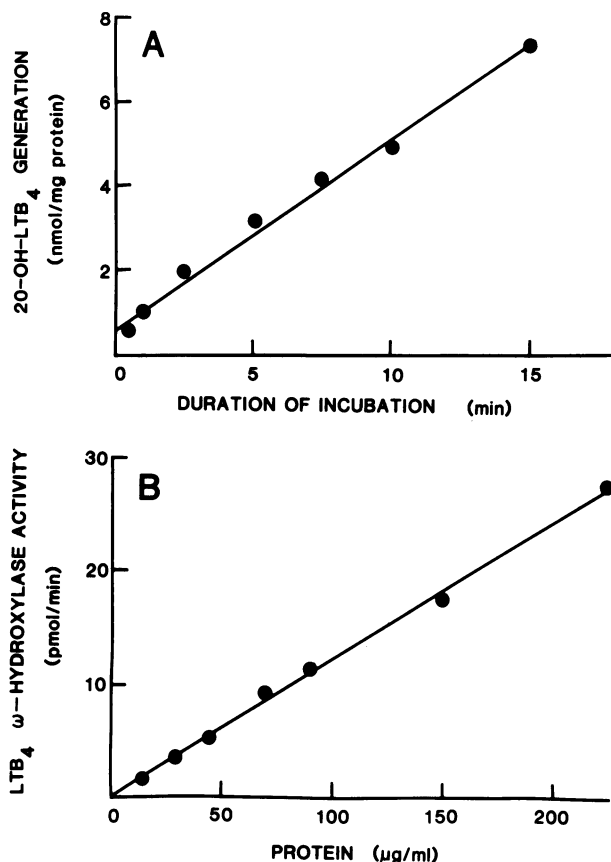 A
20-OH-LTB4 GENERATION
(nmol/mg protein)
8
6
4
2
0
5
10
15
DURATION OF INCUBATION (min)
B
LTB4 ω-HYDROXYLASE ACTIVITY
(pmol/min)
30
20
10
0
50
100
150
200
PROTEIN (µg/ml)